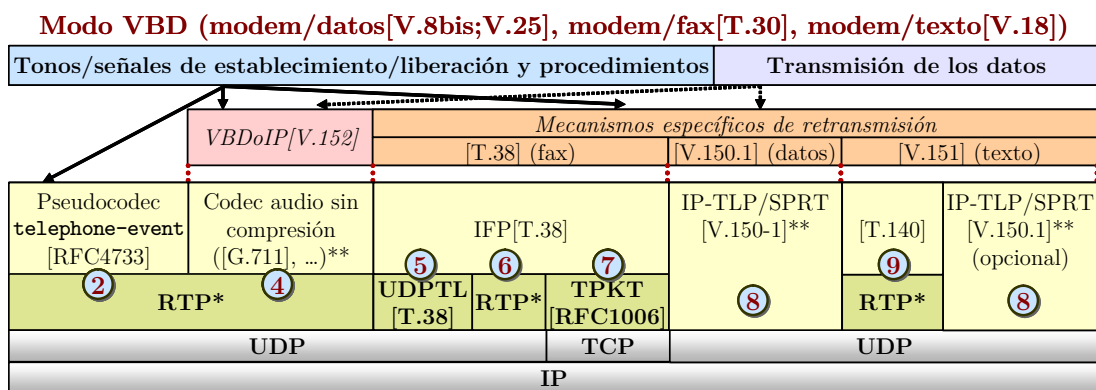 Modo VBD (modem/datos[V.8bis;V.25], modem/fax[T.30], modem/texto[V.18])
Tonos/señales de establecimiento/liberación y procedimientos
Transmisión de los datos
VBDoIP[V.152]
Mecanismos específicos de retransmisión
[T.38] (fax)
[V.150.1] (datos)
[V.151] (texto)
Pseudocodec
telephone-event
[RFC4733]
2
Codec audio sin
compresión
([G.711], ...)**
4
RTP*
IFP[T.38]
5
UDPTL
[T.38]
6
RTP*
7
TPKT
[RFC1006]
IP-TLP/SPRT
[V.150-1]**
8
[T.140]
9
RTP*
IP-TLP/SPRT
[V.150.1]**
(opcional)
8
UDP
TCP
UDP
IP